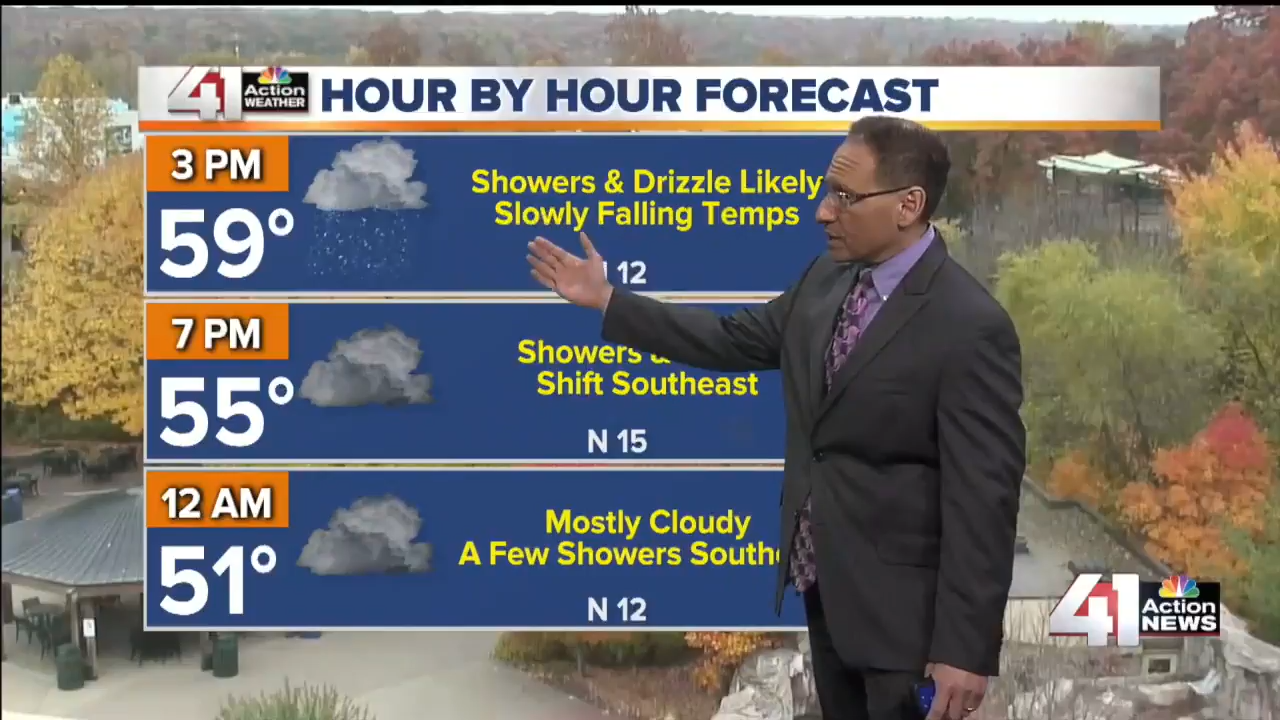 41 Action WEATHER HOUR BY HOUR FORECAST
3 PM
59°
Showers & Drizzle Likely
Slowly Falling Temps
12
7 PM
55°
Showers
Shift Southeast
N 15
12 AM
51°
Mostly Cloudy
A Few Showers
N 12
41 Action NEWS